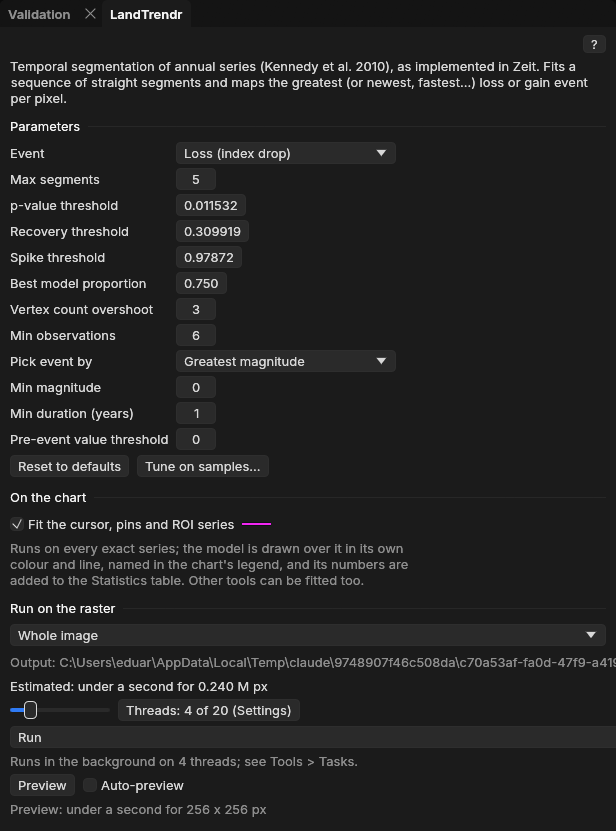 Validation
LandTrendr
?
Temporal segmentation of annual series (Kennedy et al. 2010), as implemented in Zeit. Fits a
sequence of straight segments and maps the greatest (or newest, fastest...) loss or gain event
per pixel.
Parameters
Event Loss (index drop)
Max segments 5
p-value threshold 0.011532
Recovery threshold 0.309919
Spike threshold 0.97872
Best model proportion 0.750
Vertex count overshoot 3
Min observations 6
Pick event by Greatest magnitude
Min magnitude 0
Min duration (years) 1
Pre-event value threshold 0
Reset to defaults Tune on samples...
On the chart
Fit the cursor, pins and ROI series
Runs on every exact series; the model is drawn over it in its own
colour and line, named in the chart's legend, and its numbers are
added to the Statistics table. Other tools can be fitted too.
Run on the raster
Whole image
Output: C:\Users\eduar\AppData\Local\Temp\claude\9748907f46c508da\c70a53af-fa0d-47f9-a419
Estimated: under a second for 0.240 M px
Threads: 4 of 20 (Settings)
Run
Runs in the background on 4 threads; see Tools > Tasks.
Preview Auto-preview
Preview: under a second for 256 x 256 px